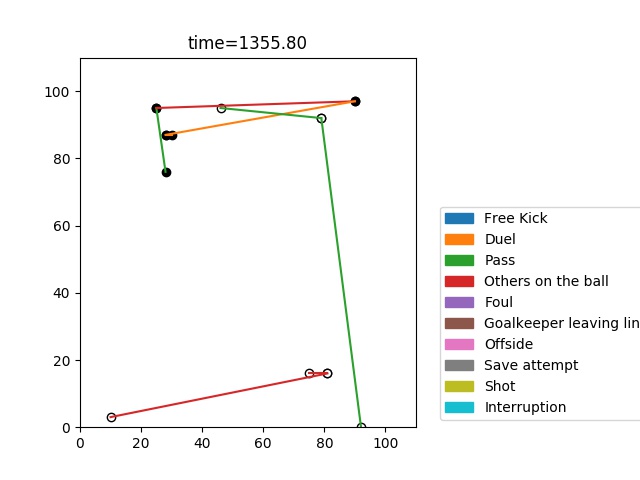 time=1355.80
100
80
60
40
20
0
0 20 40 60 80 100
Free Kick
Duel
Pass
Others on the ball
Foul
Goalkeeper leaving lin
Offside
Save attempt
Shot
Interruption